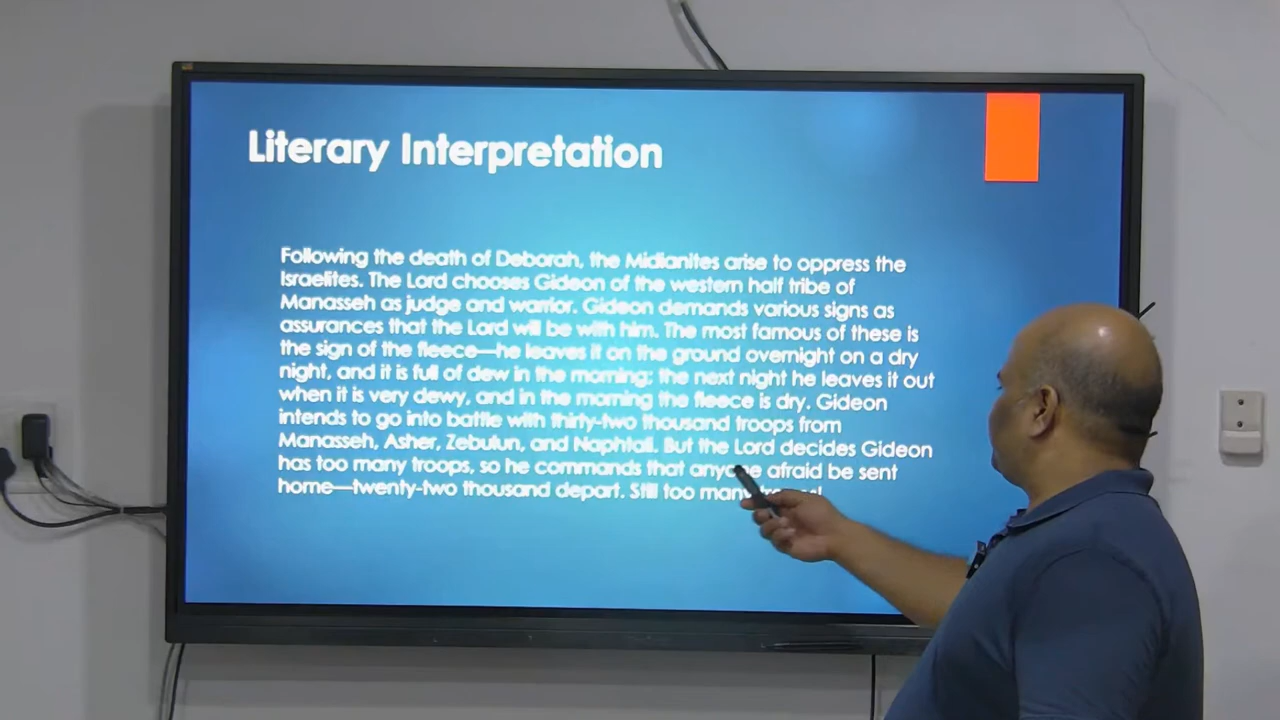 Literary Interpretation
Following the death of Deborah, the Midianites arise to oppress the
Israelites. The Lord chooses Gideon of the western half tribe of
Manasseh as judge and warrior. Gideon demands various signs as
assurances that the Lord will be with him. The most famous of these is
the sign of the fleece—he leaves it on the ground overnight on a dry
night, and it is full of dew in the morning; the next night he leaves it out
when it is very dewy, and in the morning the fleece is dry. Gideon
intends to go into battle with thirty-two thousand troops from
Manasseh, Asher, Zebulun, and Naphtali. But the Lord decides Gideon
has too many troops, so he commands that anyone afraid be sent
home—twenty-two thousand depart. Still too many